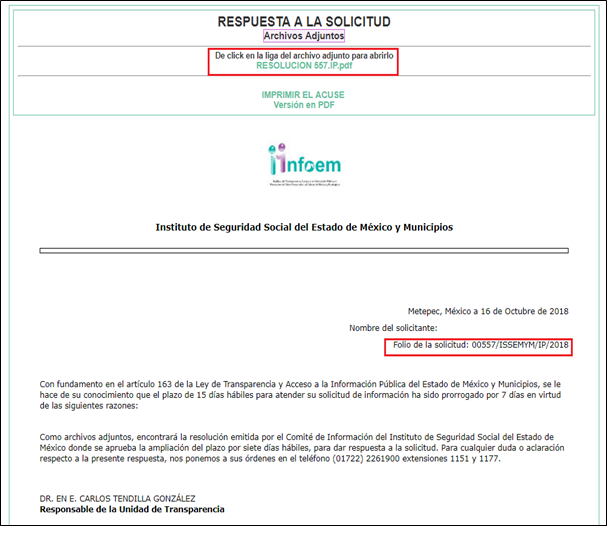 RESPUESTA A LA SOLICITUD
Archivos Adjuntos
De click en la liga del archivo adjunto para abrirlo
RESOLUCION 557.IP.pdf
IMPRIMIR EL ACUSE
Versión en PDF
infoem
Instituto de Seguridad Social del Estado de México y Municipios
Metepec, México a 16 de Octubre de 2018
Nombre del solicitante:
Folio de la solicitud: 00557/ISSEMYM/IP/2018
Con fundamento en el artículo 163 de la Ley de Transparencia y Acceso a la Información Pública del Estado de México y Municipios, se le
hace de su conocimiento que el plazo de 15 días hábiles para atender su solicitud de información ha sido prorrogado por 7 días en virtud
de las siguientes razones:
Como archivos adjuntos, encontrará la resolución emitida por el Comité de Información del Instituto de Seguridad Social del Estado de
México donde se aprueba la ampliación del plazo por siete días hábiles, para dar respuesta a la solicitud. Para cualquier duda o aclaración
respecto a la presente respuesta, nos ponemos a sus órdenes en el teléfono (01722) 2261900 extensiones 1151 y 1177.
DR. EN E. CARLOS TENDILLA GONZÁLEZ
Responsable de la Unidad de Transparencia